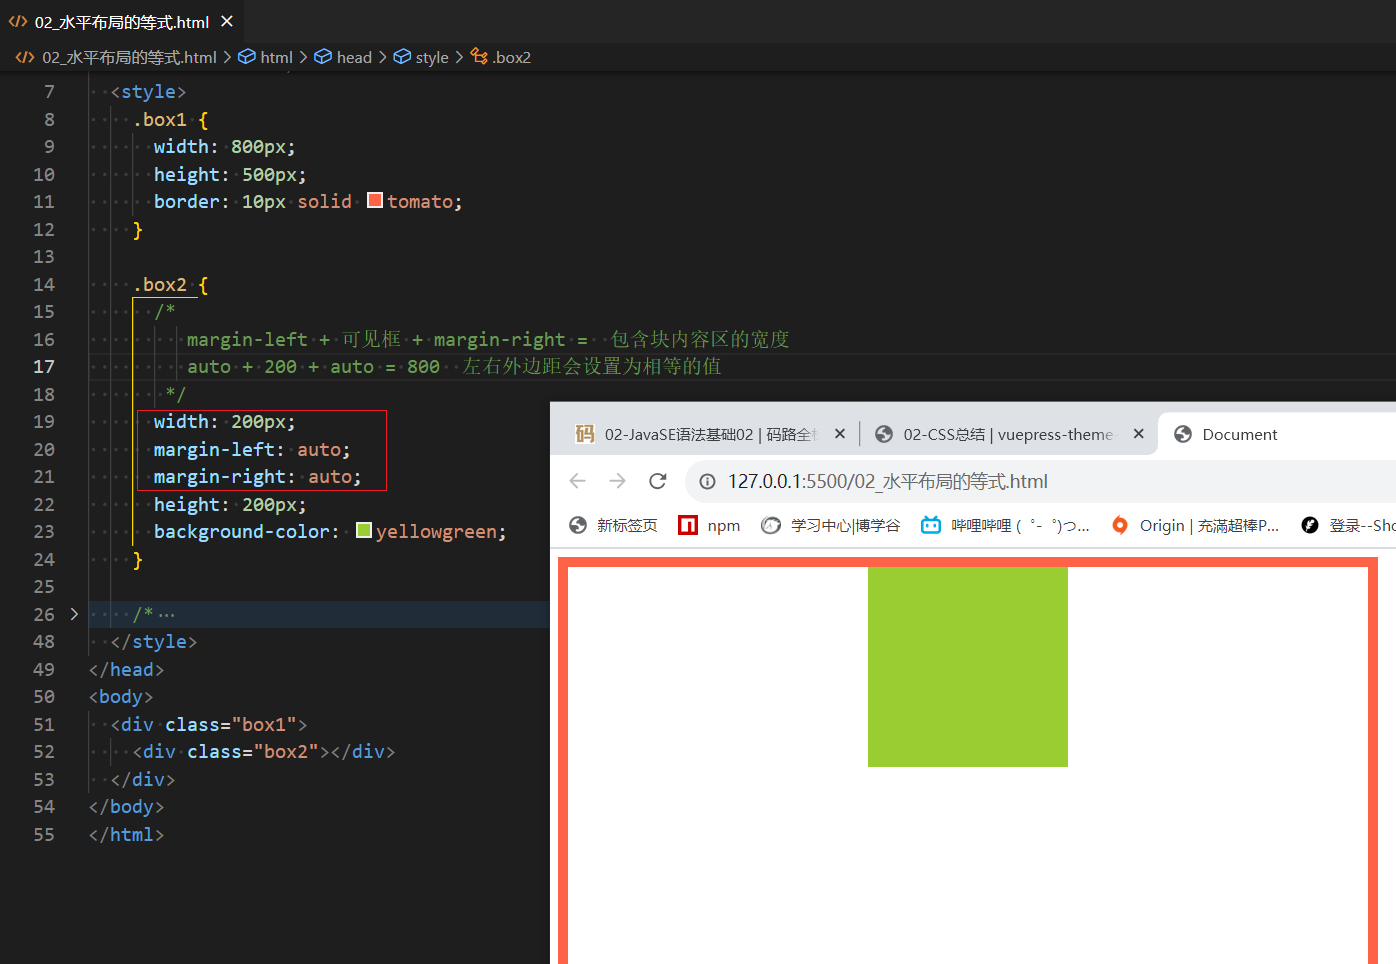 02_水平布局的等式.html
02_水平布局的等式.html > html > head > style > .box2
7 <style>
8 .box1 {
9 width: 800px;
10 height: 500px;
11 border: 10px solid tomato;
12 }
13
14 .box2 {
15 /*
16 margin-left + 可见框 + margin-right = 包含块内容区的宽度
17 auto + 200 + auto = 800 左右外边距会设置为相等的值
18 */
19 width: 200px;
20 margin-left: auto;
21 margin-right: auto;
22 height: 200px;
23 background-color: yellowgreen;
24 }
25
26 /*…
48 </style>
49 </head>
50 <body>
51 <div class="box1">
52 <div class="box2"></div>
53 </div>
54 </body>
55 </html>
码 02-JavaSE语法基础02 | 码路全 02-CSS总结 | vuepress-theme Document
127.0.0.1:5500/02_水平布局的等式.html
新标签页 npm 学习中心|博学谷 哔哩哔哩 ( ゜- ゜)つ... Origin | 充滿超棒P... 登录--Sho